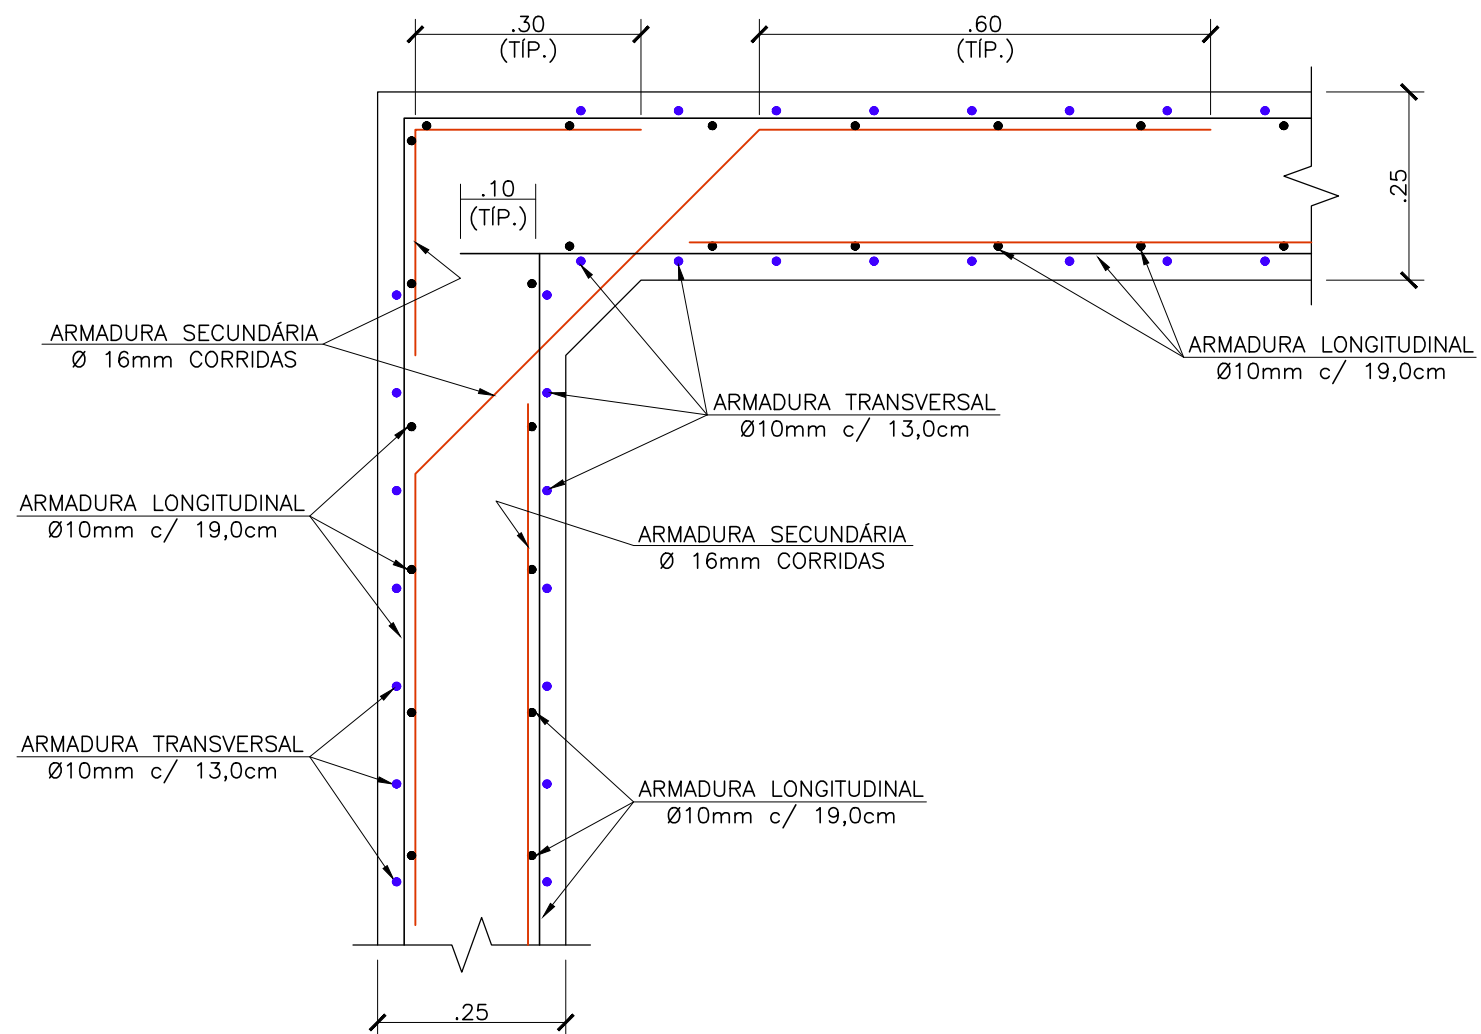 .30
(TÍP.)
.60
(TÍP.)
.10
(TÍP.)
.25
ARMADURA SECUNDÁRIA
Ø 16mm CORRIDAS
ARMADURA LONGITUDINAL
Ø10mm c/ 19,0cm
ARMADURA TRANSVERSAL
Ø10mm c/ 13,0cm
ARMADURA LONGITUDINAL
Ø10mm c/ 19,0cm
ARMADURA SECUNDÁRIA
Ø 16mm CORRIDAS
ARMADURA TRANSVERSAL
Ø10mm c/ 13,0cm
ARMADURA LONGITUDINAL
Ø10mm c/ 19,0cm
.25